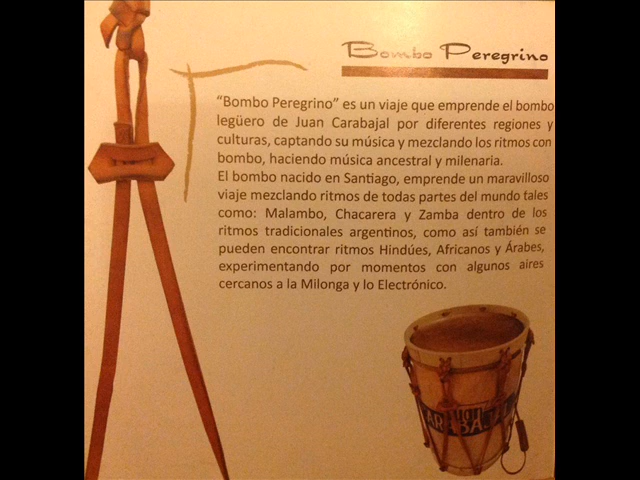 Bombo Peregrino
“Bombo Peregrino” es un viaje que emprende el bombo
legüero de Juan Carabajal por diferentes regiones y
culturas, captando su música y mezclando los ritmos con
bombo, haciendo música ancestral y milenaria.
El bombo nacido en Santiago, emprende un maravilloso
viaje mezclando ritmos de todas partes del mundo tales
como: Malambo, Chacarera y Zamba dentro de los
ritmos tradicionales argentinos, como así también se
pueden encontrar ritmos Hindúes, Africanos y Árabes,
experimentando por momentos con algunos aires
cercanos a la Milonga y lo Electrónico.